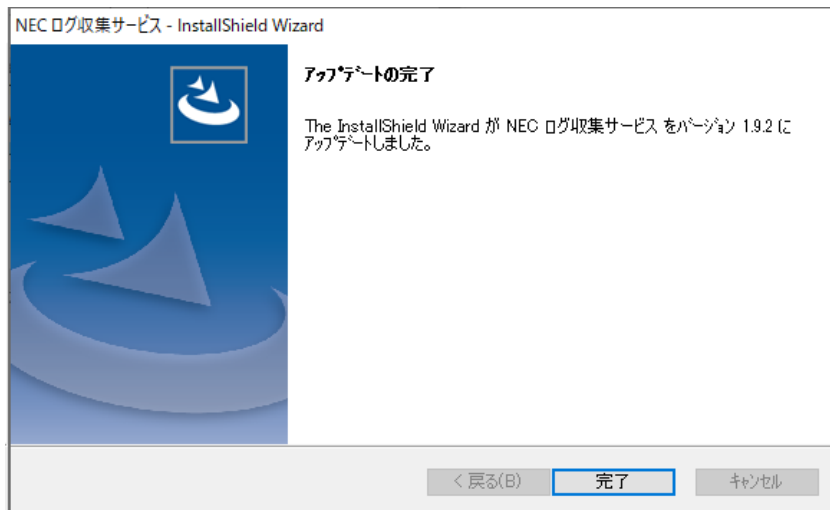 NEC ログ収集サービス - InstallShield Wizard
アップデートの完了
The InstallShield Wizard が NEC ログ収集サービス をバージョン 1.9.2 に
アップデートしました。
< 戻る(B)
完了
キャンセル